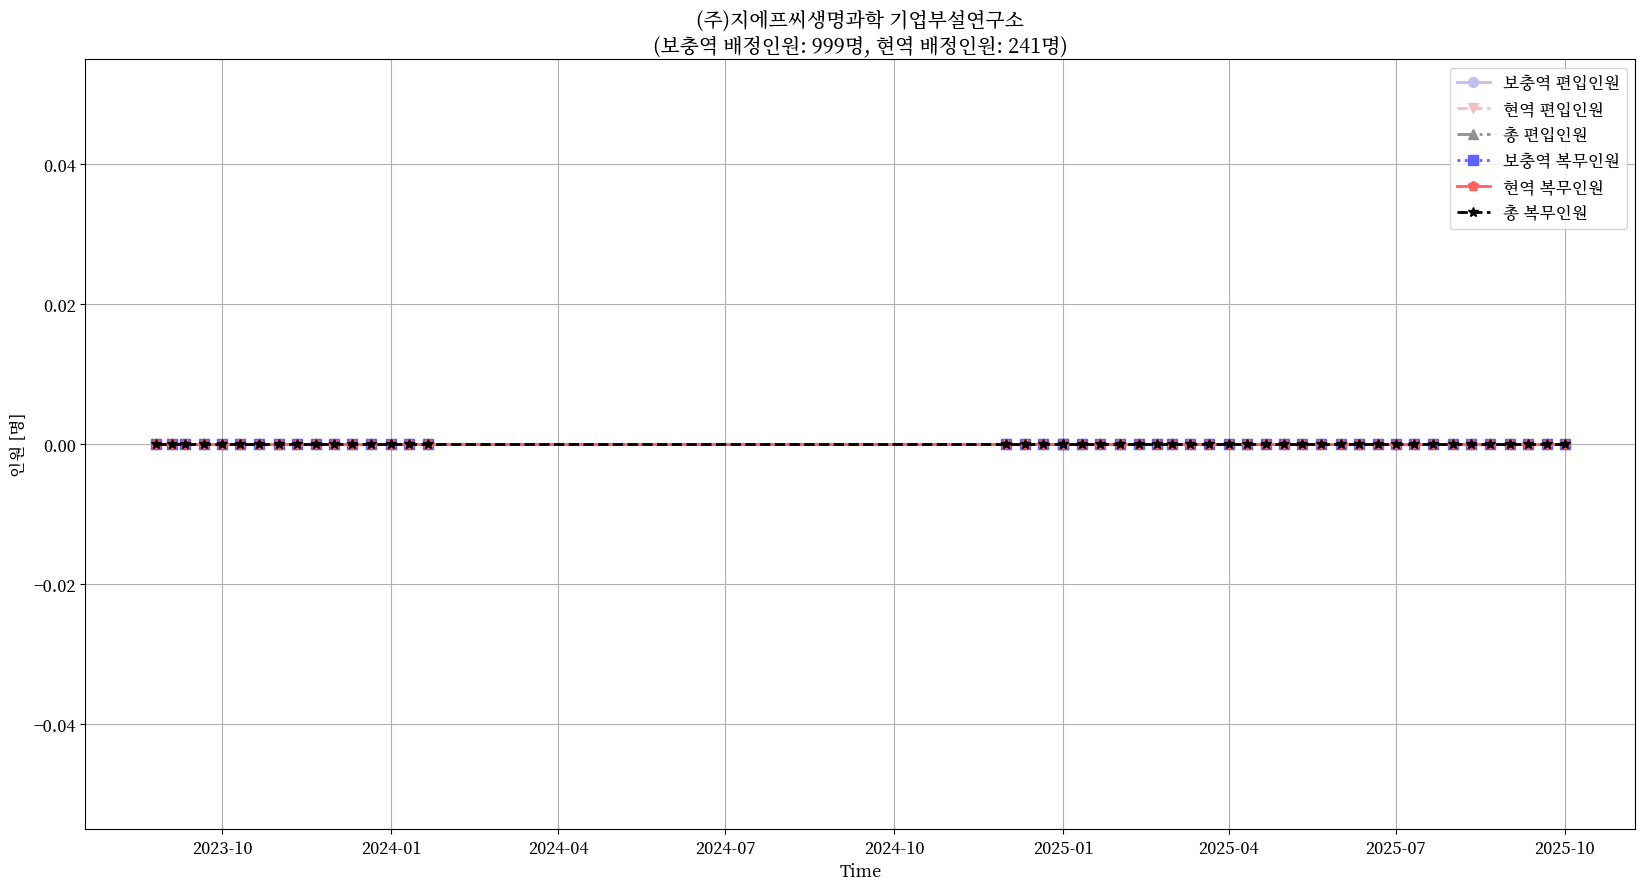 (주)지에프씨생명과학 기업부설연구소
(보충역 배정인원: 999명, 현역 배정인원: 241명)
보충역 편입인원
현역 편입인원
총 편입인원
보충역 복무인원
현역 복무인원
총 복무인원
0.04
0.02
0.00
−0.02
−0.04
인원 [명]
2023-10 2024-01 2024-04 2024-07 2024-10 2025-01 2025-04 2025-07 2025-10
Time